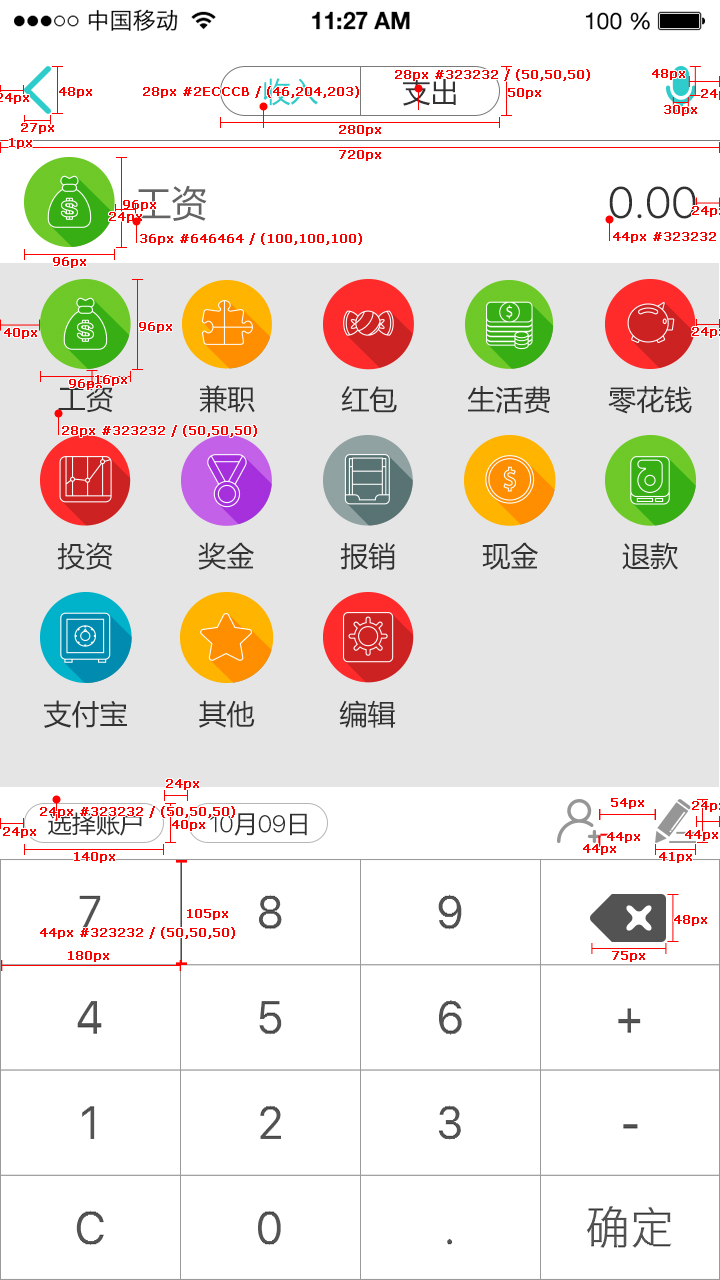 中国移动 11:27 AM 100 %
收入 支出
24px 48px 27px 28px #2ECCCB / (46,204,203) 28px #323232 / (50,50,50) 50px 280px 48px 30px 24
1px
720px
工资 0.00
96px 24px 24p
36px #646464 / (100,100,100) 44px #323232
96px
40px 96px 24p
96px 16px
工资 兼职 红包 生活费 零花钱
28px #323232 / (50,50,50)
投资 奖金 报销 现金 退款
支付宝 其他 编辑
24px
选择账户 10月09日
24px #323232 / (50,50,50) 54px 24p
24px 40px 44px 44px
140px 44px 41px
7 8 9
105px 48px
44px #323232 / (50,50,50)
180px 75px
4 5 6 +
1 2 3 -
C 0 . 确定